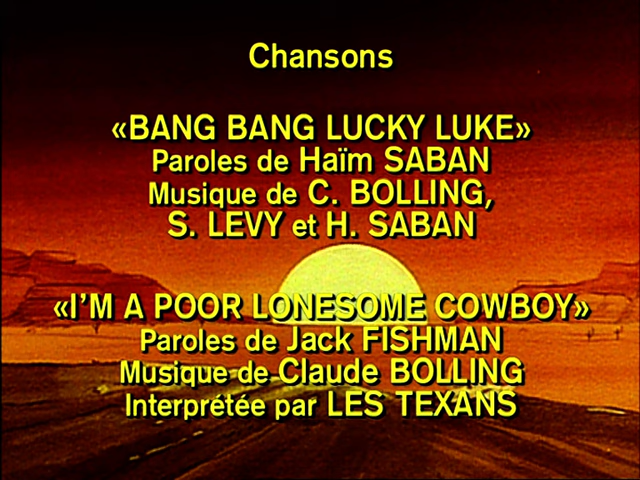 Chansons
«BANG BANG LUCKY LUKE»
Paroles de Haïm SABAN
Musique de C. BOLLING,
S. LEVY et H. SABAN
«I'M A POOR LONESOME COWBOY»
Paroles de Jack FISHMAN
Musique de Claude BOLLING
Interprétée par LES TEXANS